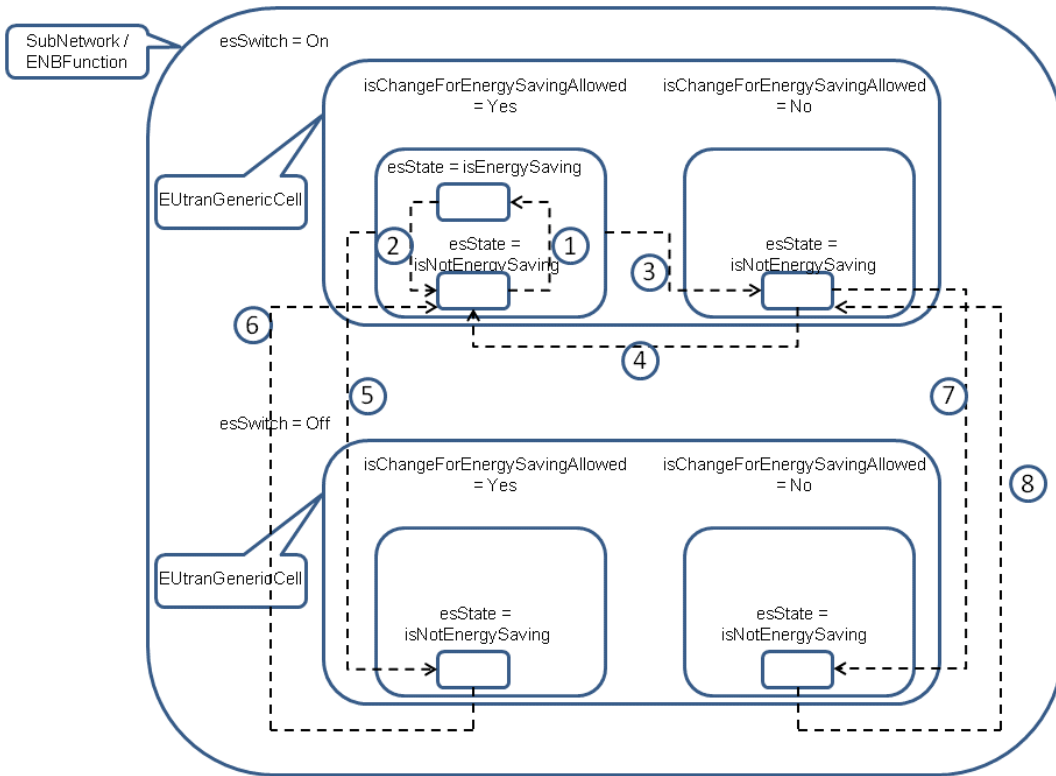 SubNetwork /
ENBFunction
esSwitch = On
isChangeForEnergySavingAllowed
= Yes
isChangeForEnergySavingAllowed
= No
EUtranGenericCell
esState = isEnergySaving
2
1
esState =
isNotEnergySaving
3
esState =
isNotEnergySaving
6
4
5
7
esSwitch = Off
isChangeForEnergySavingAllowed
= Yes
isChangeForEnergySavingAllowed
= No
8
EUtranGenericCell
esState =
isNotEnergySaving
esState =
isNotEnergySaving